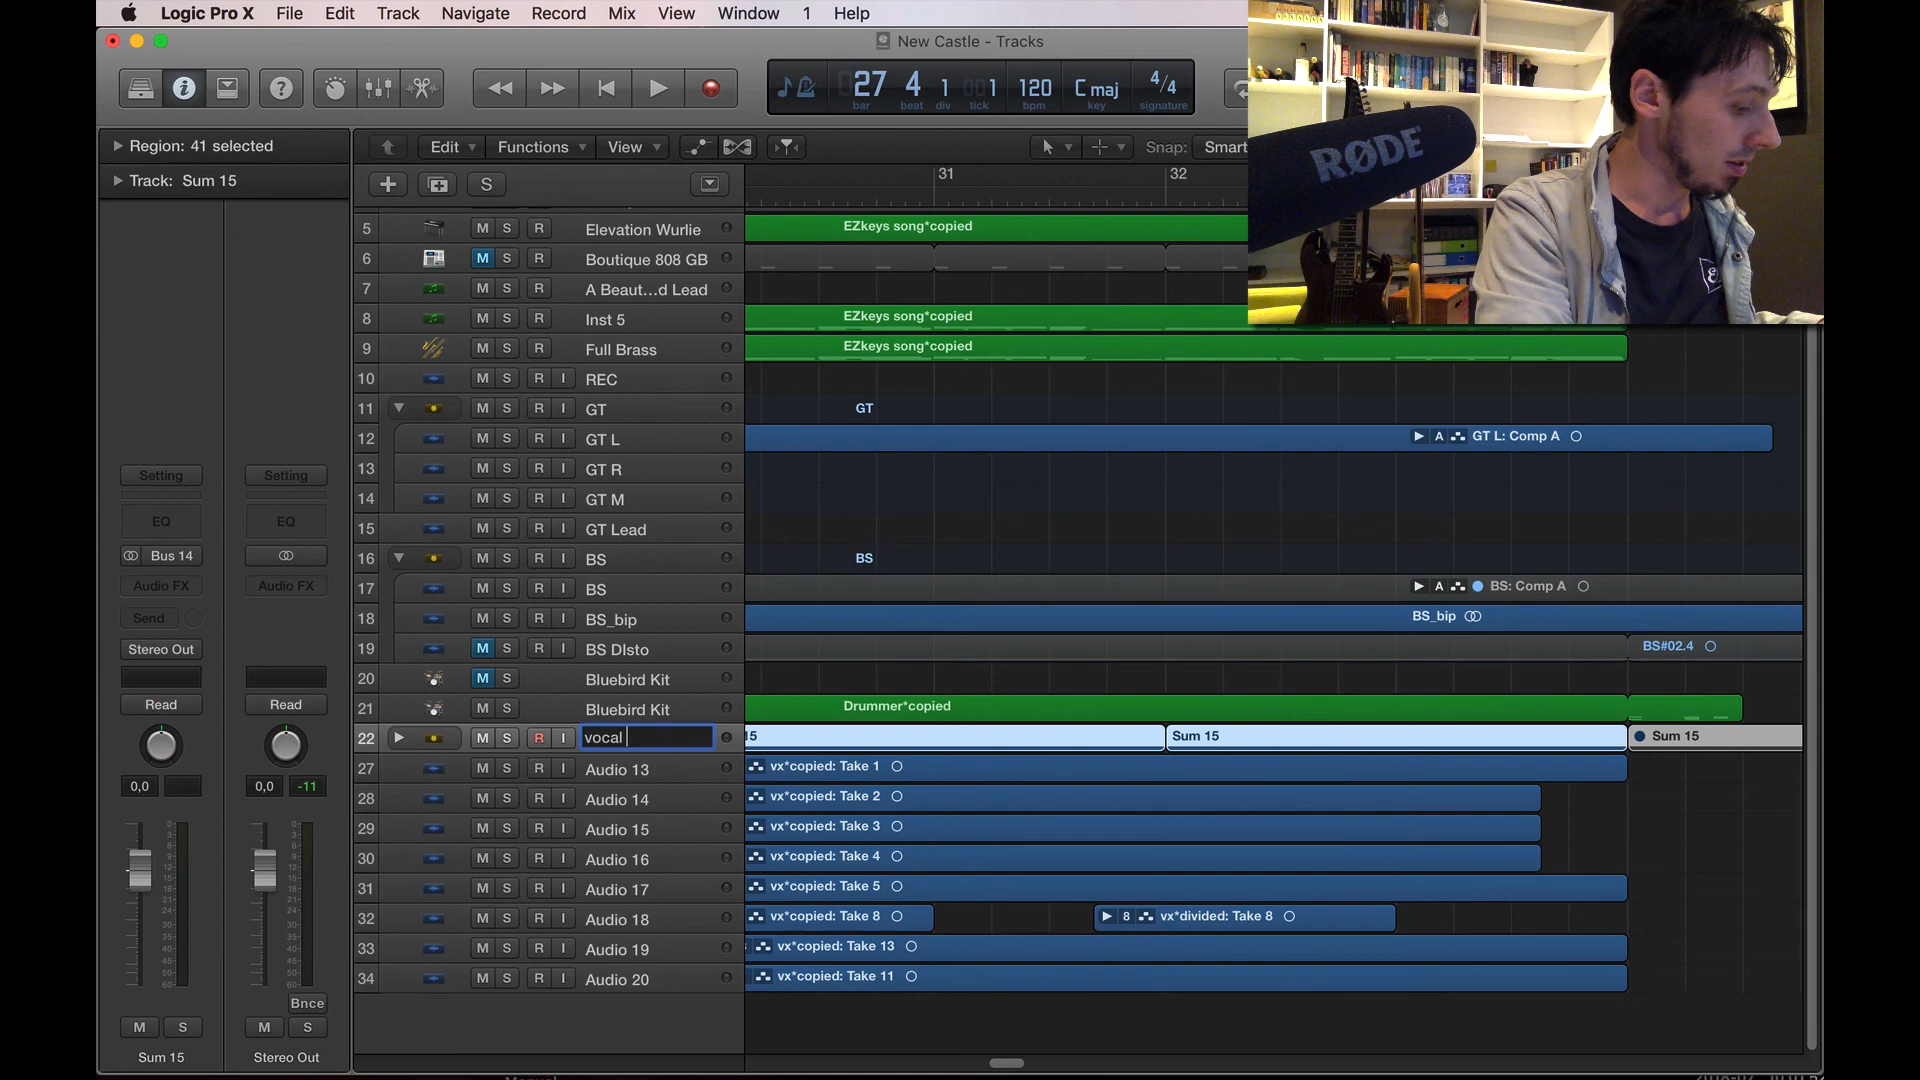 Logic Pro X File Edit Track Navigate Record Mix View Window 1 Help
New Castle - Tracks
27 4 1 001 120 C maj 4/4
bar beat div tick bpm key signature
Region: 41 selected
Track: Sum 15
Edit Functions View Snap: Smart
S
31 32
RØDE
5 M S R Elevation Wurlie EZkeys song*copied
6 M S R Boutique 808 GB
7 M S R A Beaut...d Lead
8 M S R Inst 5 EZkeys song*copied
9 M S R Full Brass EZkeys song*copied
10 M S R I REC
11 M S R I GT GT
12 M S R I GT L A GT L: Comp A
13 M S R I GT R
14 M S R I GT M
15 M S R I GT Lead
16 M S R I BS BS
17 M S R I BS A BS: Comp A
18 M S R I BS_bip BS_bip
19 M S R I BS DIsto BS#02.4
20 M S Bluebird Kit
21 M S Bluebird Kit Drummer*copied
22 M S R I vocal 15 Sum 15 Sum 15
27 M S R I Audio 13 vx*copied: Take 1
28 M S R I Audio 14 vx*copied: Take 2
29 M S R I Audio 15 vx*copied: Take 3
30 M S R I Audio 16 vx*copied: Take 4
31 M S R I Audio 17 vx*copied: Take 5
32 M S R I Audio 18 vx*copied: Take 8 8 vx*divided: Take 8
33 M S R I Audio 19 vx*copied: Take 13
34 M S R I Audio 20 vx*copied: Take 11
Setting Setting
EQ EQ
Bus 14
Audio FX Audio FX
Send
Stereo Out
Read Read
0,0 0,0 -11
Bnce
M S M S
Sum 15 Stereo Out